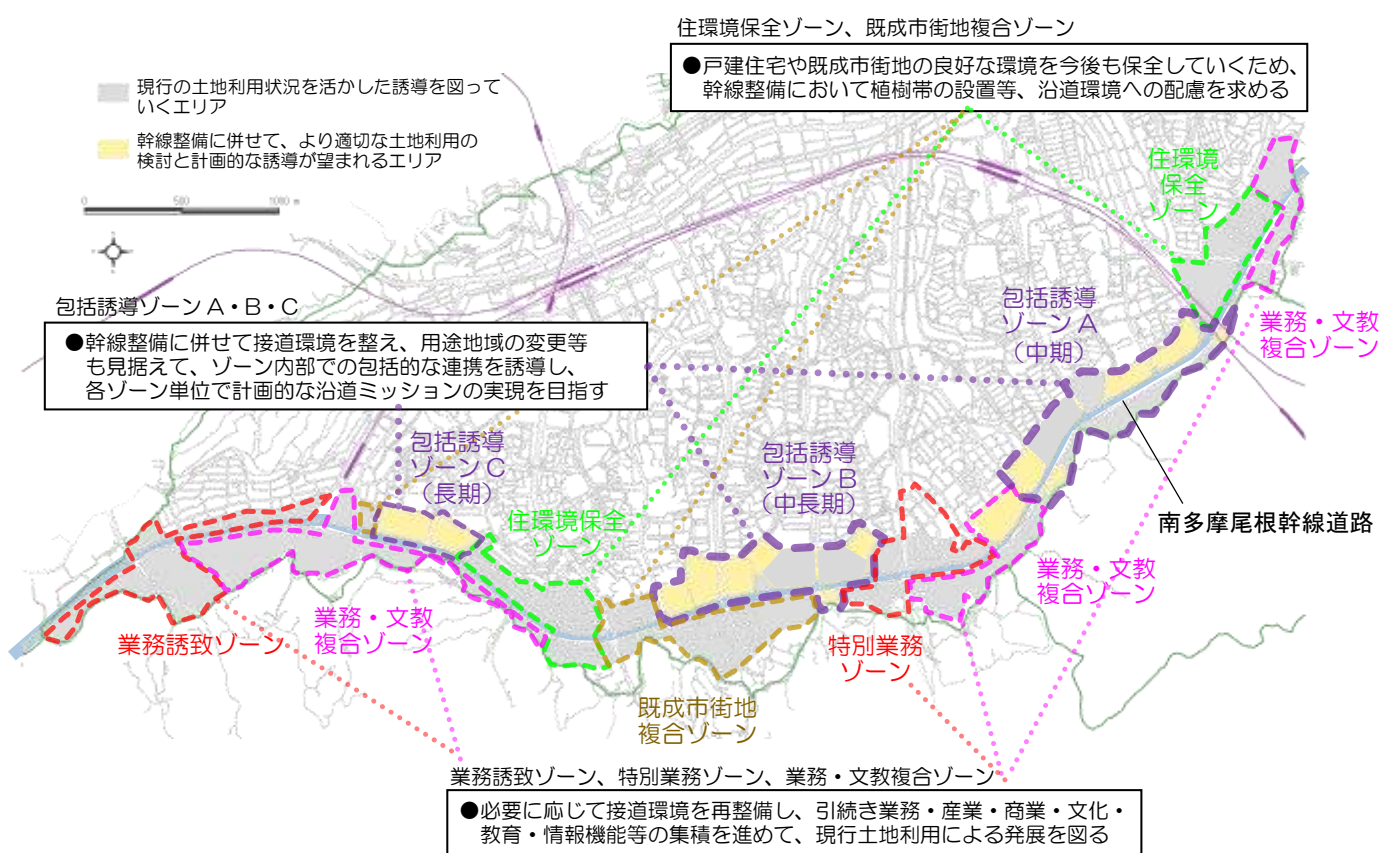 住環境保全ゾーン、既成市街地複合ゾーン
●戸建住宅や既成市街地の良好な環境を今後も保全していくため、
幹線整備において植樹帯の設置等、沿道環境への配慮を求める
現行の土地利用状況を活かした誘導を図って
いくエリア
幹線整備に併せて、より適切な土地利用の
検討と計画的な誘導が望まれるエリア
0 500 1000 m
住環境
保全
ゾーン
包括誘導ゾーンA・B・C
●幹線整備に併せて接道環境を整え、用途地域の変更等
も見据えて、ゾーン内部での包括的な連携を誘導し、
各ゾーン単位で計画的な沿道ミッションの実現を目指す
包括誘導
ゾーンA
（中期）
業務・文教
複合ゾーン
包括誘導
ゾーンC
（長期）
包括誘導
ゾーンB
（中長期）
住環境保全
ゾーン
南多摩尾根幹線道路
業務・文教
複合ゾーン
業務誘致ゾーン
業務・文教
複合ゾーン
特別業務
ゾーン
既成市街地
複合ゾーン
業務誘致ゾーン、特別業務ゾーン、業務・文教複合ゾーン
●必要に応じて接道環境を再整備し、引続き業務・産業・商業・文化・
教育・情報機能等の集積を進めて、現行土地利用による発展を図る